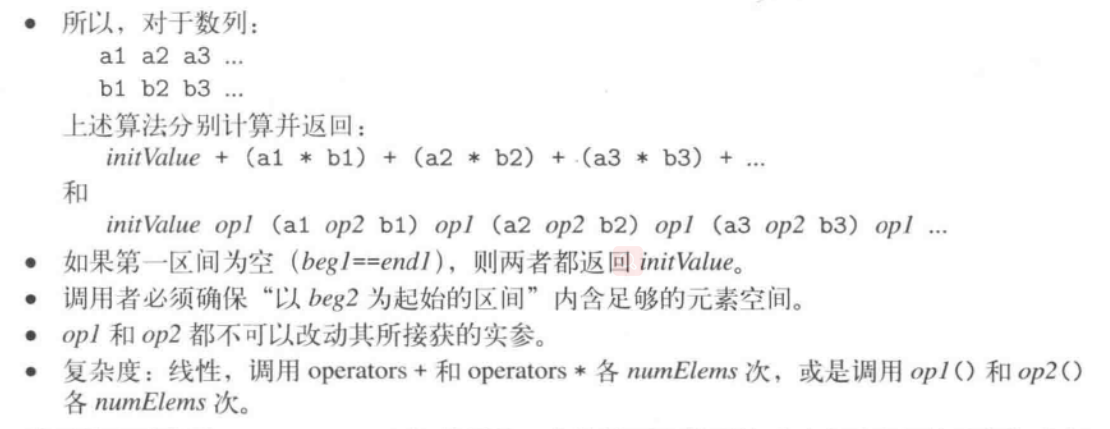 • 所以，对于数列：
a1 a2 a3 ...
b1 b2 b3 ...
上述算法分别计算并返回：
initValue + (a1 * b1) + (a2 * b2) + (a3 * b3) + ...
和
initValue op1 (a1 op2 b1) op1 (a2 op2 b2) op1 (a3 op2 b3) op1 ...
• 如果第一区间为空（beg1==end1），则两者都返回 initValue。
• 调用者必须确保“以 beg2 为起始的区间”内含足够的元素空间。
• op1 和 op2 都不可以改动其所接获的实参。
• 复杂度：线性，调用 operators + 和 operators * 各 numElems 次，或是调用 op1() 和 op2()
各 numElems 次。